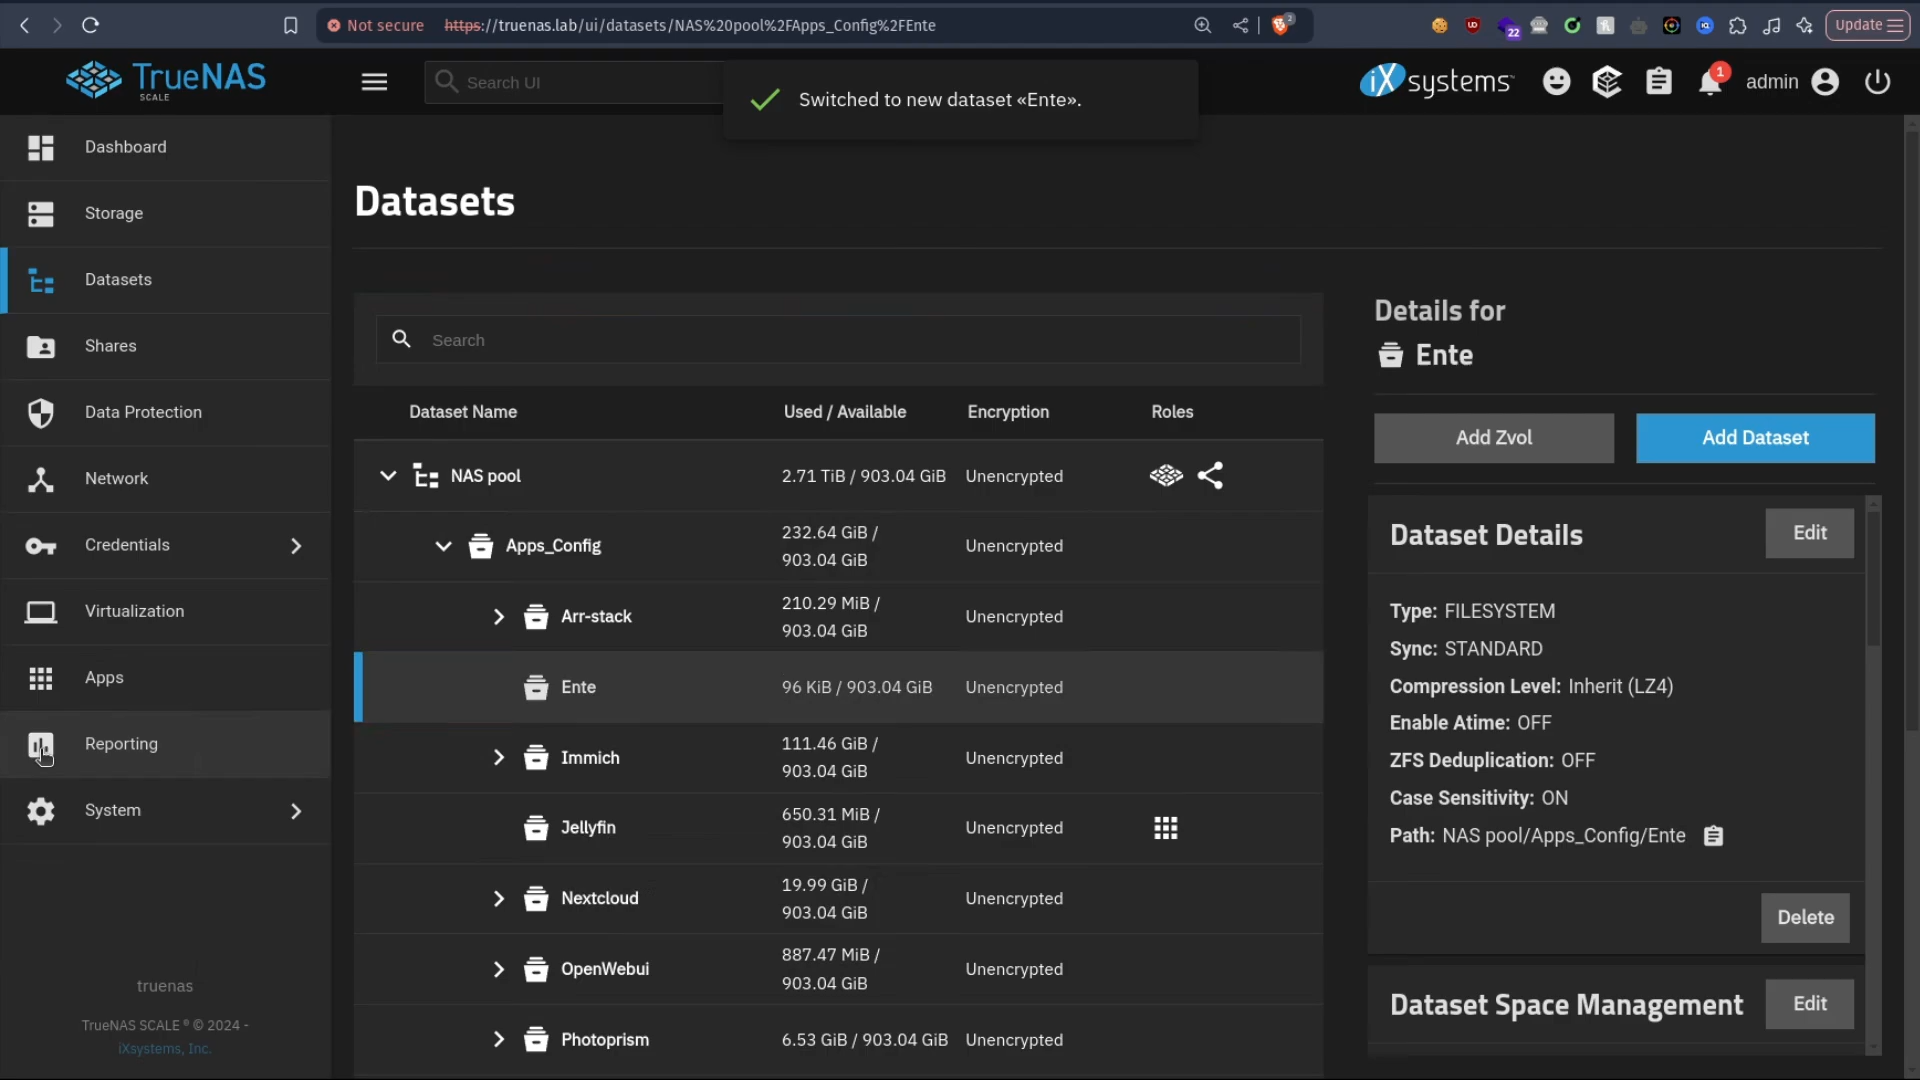 Not secure https://truenas.lab/ui/datasets/NAS%20pool%2FApps_Config%2FEnte
2
UD
22
Update
TrueNAS
SCALE
Search UI
Switched to new dataset «Ente».
iXsystems™
1
admin
Dashboard
Storage
Datasets
Shares
Data Protection
Network
Credentials
Virtualization
Apps
Reporting
System
truenas
TrueNAS SCALE ® © 2024 -
iXsystems, Inc.
Datasets
Search
Dataset Name Used / Available Encryption Roles
NAS pool 2.71 TiB / 903.04 GiB Unencrypted
Apps_Config 232.64 GiB / Unencrypted
903.04 GiB
Arr-stack 210.29 MiB / Unencrypted
903.04 GiB
Ente 96 KiB / 903.04 GiB Unencrypted
Immich 111.46 GiB / Unencrypted
903.04 GiB
Jellyfin 650.31 MiB / Unencrypted
903.04 GiB
Nextcloud 19.99 GiB / Unencrypted
903.04 GiB
OpenWebui 887.47 MiB / Unencrypted
903.04 GiB
Photoprism 6.53 GiB / 903.04 GiB Unencrypted
Details for
Ente
Add Zvol Add Dataset
Dataset Details Edit
Type: FILESYSTEM
Sync: STANDARD
Compression Level: Inherit (LZ4)
Enable Atime: OFF
ZFS Deduplication: OFF
Case Sensitivity: ON
Path: NAS pool/Apps_Config/Ente
Delete
Dataset Space Management Edit